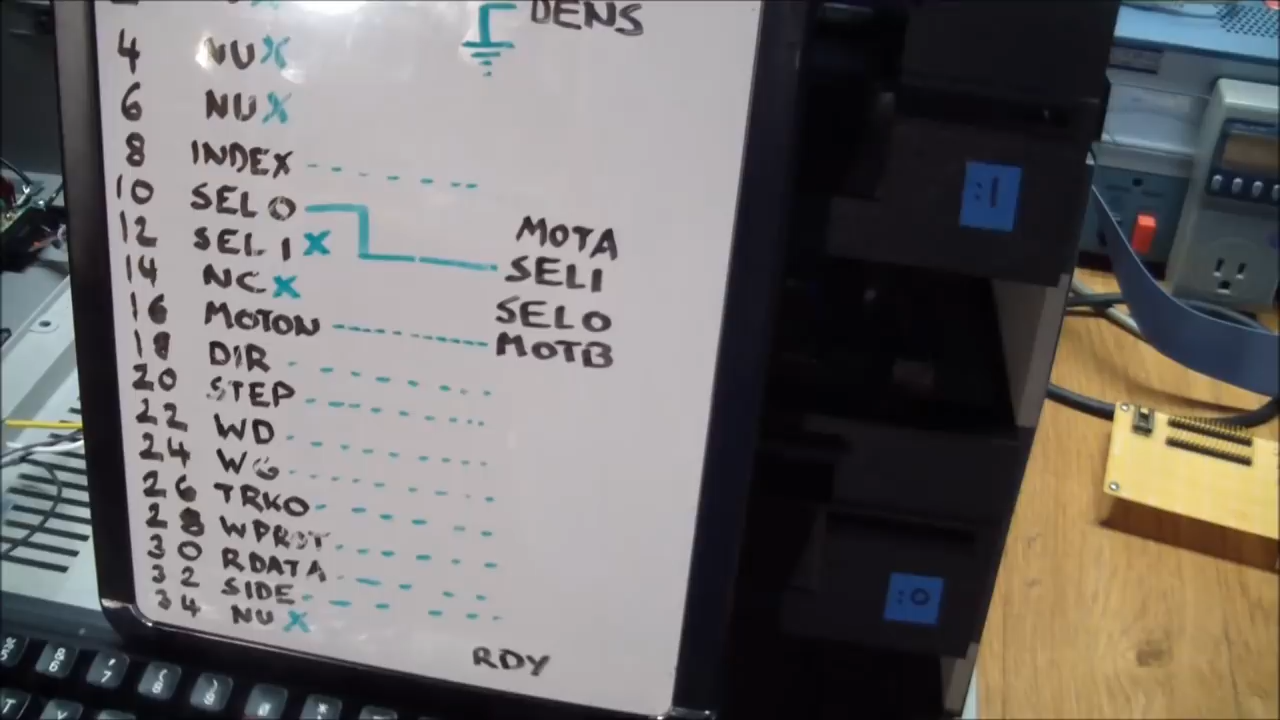 DENS
4 NU X
6 NU X
8 INDEX
10 SEL 0
MOTA
12 SEL 1 X
SEL1
14 NC X
SEL0
16 MOTON
MOTB
18 DIR
20 STEP
22 WD
24 WG
26 TRK0
28 WPROT
30 RDATA
32 SIDE
34 NU X
RDY
1:
0: